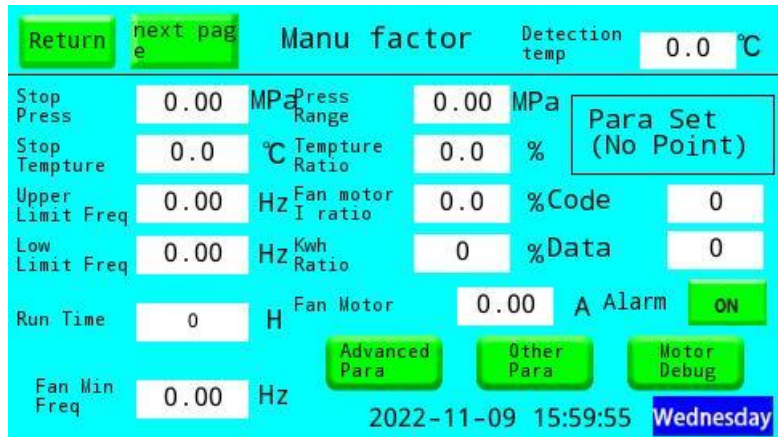 Return
next pag
e
Manu factor
Detection
temp
0.0 ℃
Stop
Press
0.00 MPa
Press
Range
0.00 MPa
Para Set
(No Point)
Stop
Tempture
0.0 ℃
Tempture
Ratio
0.0 %
Upper
Limit Freq
0.00 Hz
Fan motor
I ratio
0.0 %
Code 0
Low
Limit Freq
0.00 Hz
Kwh
Ratio
0 %
Data 0
Run Time 0 H
Fan Motor 0.00 A
Alarm ON
Advanced
Para
Other
Para
Motor
Debug
Fan Min
Freq
0.00 Hz
2022-11-09 15:59:55 Wednesday